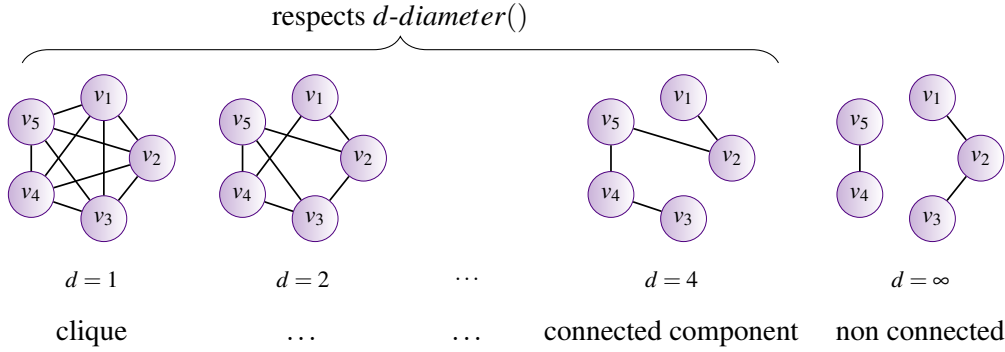 respects d-diameter()
v1 v1 v1 v1
v5 v5 v5 v5
v2 v2 v2 v2
v4 v4 v4 v4
v3 v3 v3 v3
d = 1 d = 2 ... d = 4 d = ∞
clique ... ... connected component non connected